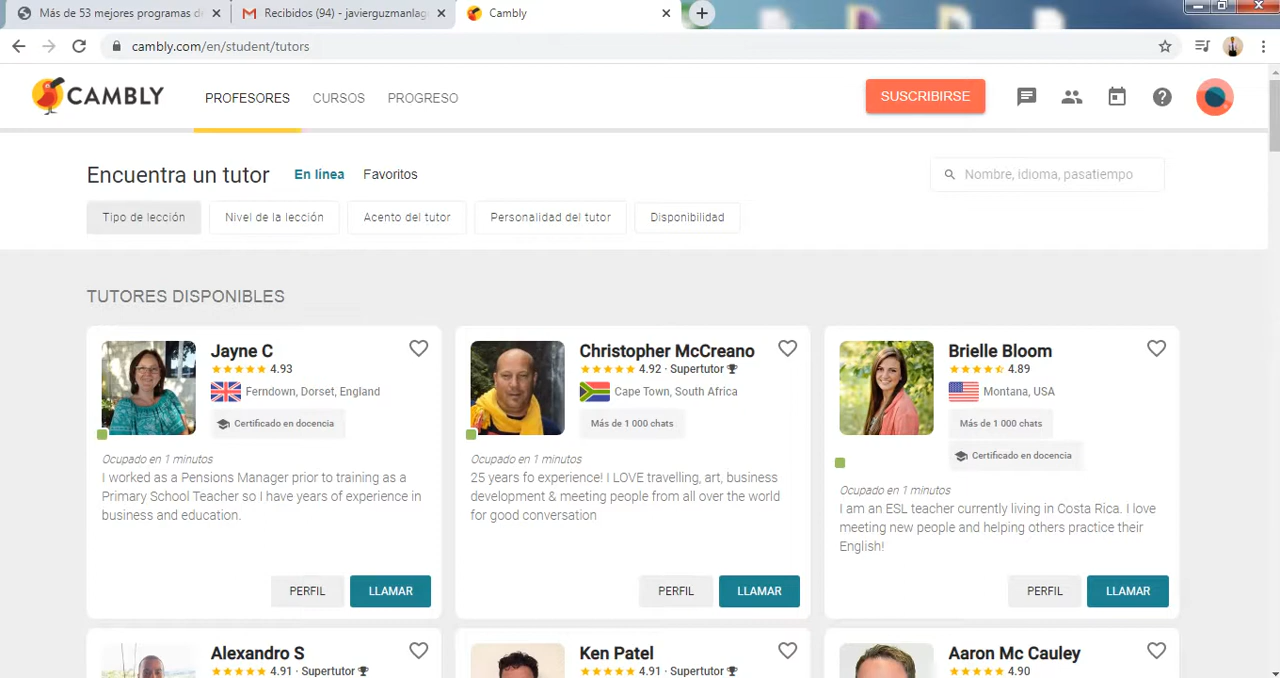 Más de 53 mejores programas de
Recibidos (94) - javierguzmanlag
Cambly
cambly.com/en/student/tutors
CAMBLY
PROFESORES
CURSOS
PROGRESO
SUSCRIBIRSE
Encuentra un tutor
En línea
Favoritos
Nombre, idioma, pasatiempo
Tipo de lección
Nivel de la lección
Acento del tutor
Personalidad del tutor
Disponibilidad
TUTORES DISPONIBLES
Jayne C
4.93
Ferndown, Dorset, England
Certificado en docencia
Ocupado en 1 minutos
I worked as a Pensions Manager prior to training as a
Primary School Teacher so I have years of experience in
business and education.
PERFIL
LLAMAR
Christopher McCreano
4.92 · Supertutor
Cape Town, South Africa
Más de 1 000 chats
Ocupado en 1 minutos
25 years fo experience! I LOVE travelling, art, business
development & meeting people from all over the world
for good conversation
PERFIL
LLAMAR
Brielle Bloom
4.89
Montana, USA
Más de 1 000 chats
Certificado en docencia
Ocupado en 1 minutos
I am an ESL teacher currently living in Costa Rica. I love
meeting new people and helping others practice their
English!
PERFIL
LLAMAR
Alexandro S
4.91 · Supertutor
Ken Patel
4.91 · Supertutor
Aaron Mc Cauley
4.90